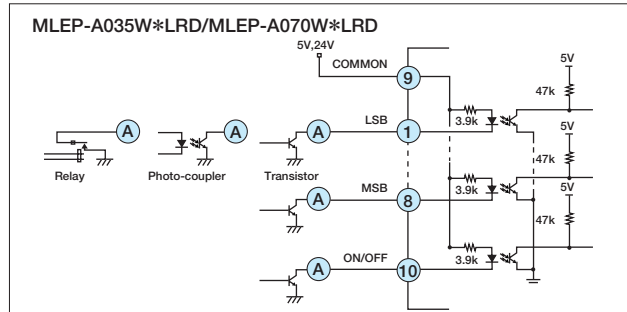 MLEP-A035W*LRD/MLEP-A070W*LRD
5V,24V
COMMON
9
5V
47k
3.9k
A
A
A
LSB
1
5V
Relay
Photo-coupler
Transistor
47k
3.9k
5V
A
MSB
8
47k
A
ON/OFF
10
3.9k